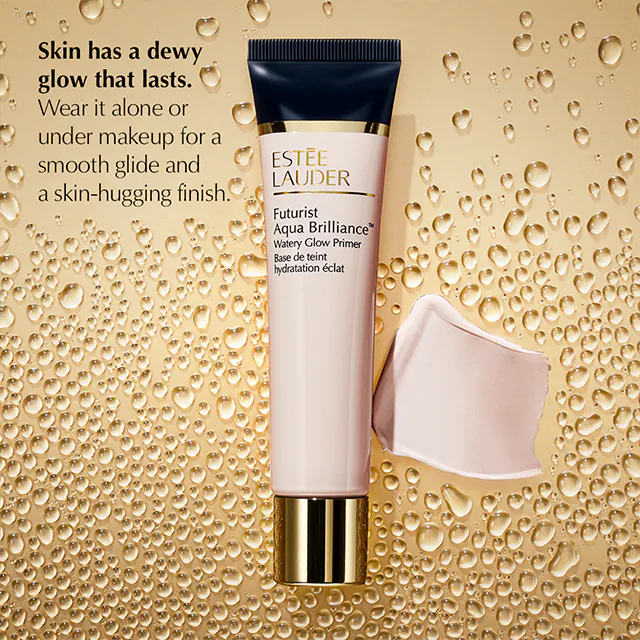 Skin has a dewy
glow that lasts.
Wear it alone or
under makeup for a
smooth glide and
a skin-hugging finish.
ESTĒE
LAUDER
Futurist
Aqua Brilliance™
Watery Glow Primer
Base de teint
hydratation éclat